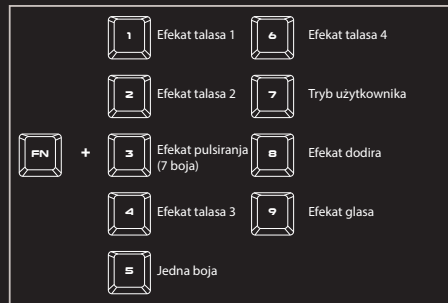 1 Efekat talasa 1
2 Efekat talasa 2
FN + 3 Efekat pulsiranja
(7 boja)
4 Efekat talasa 3
5 Jedna boja
6 Efekat talasa 4
7 Tryb użytkownika
8 Efekat dodira
9 Efekat glasa